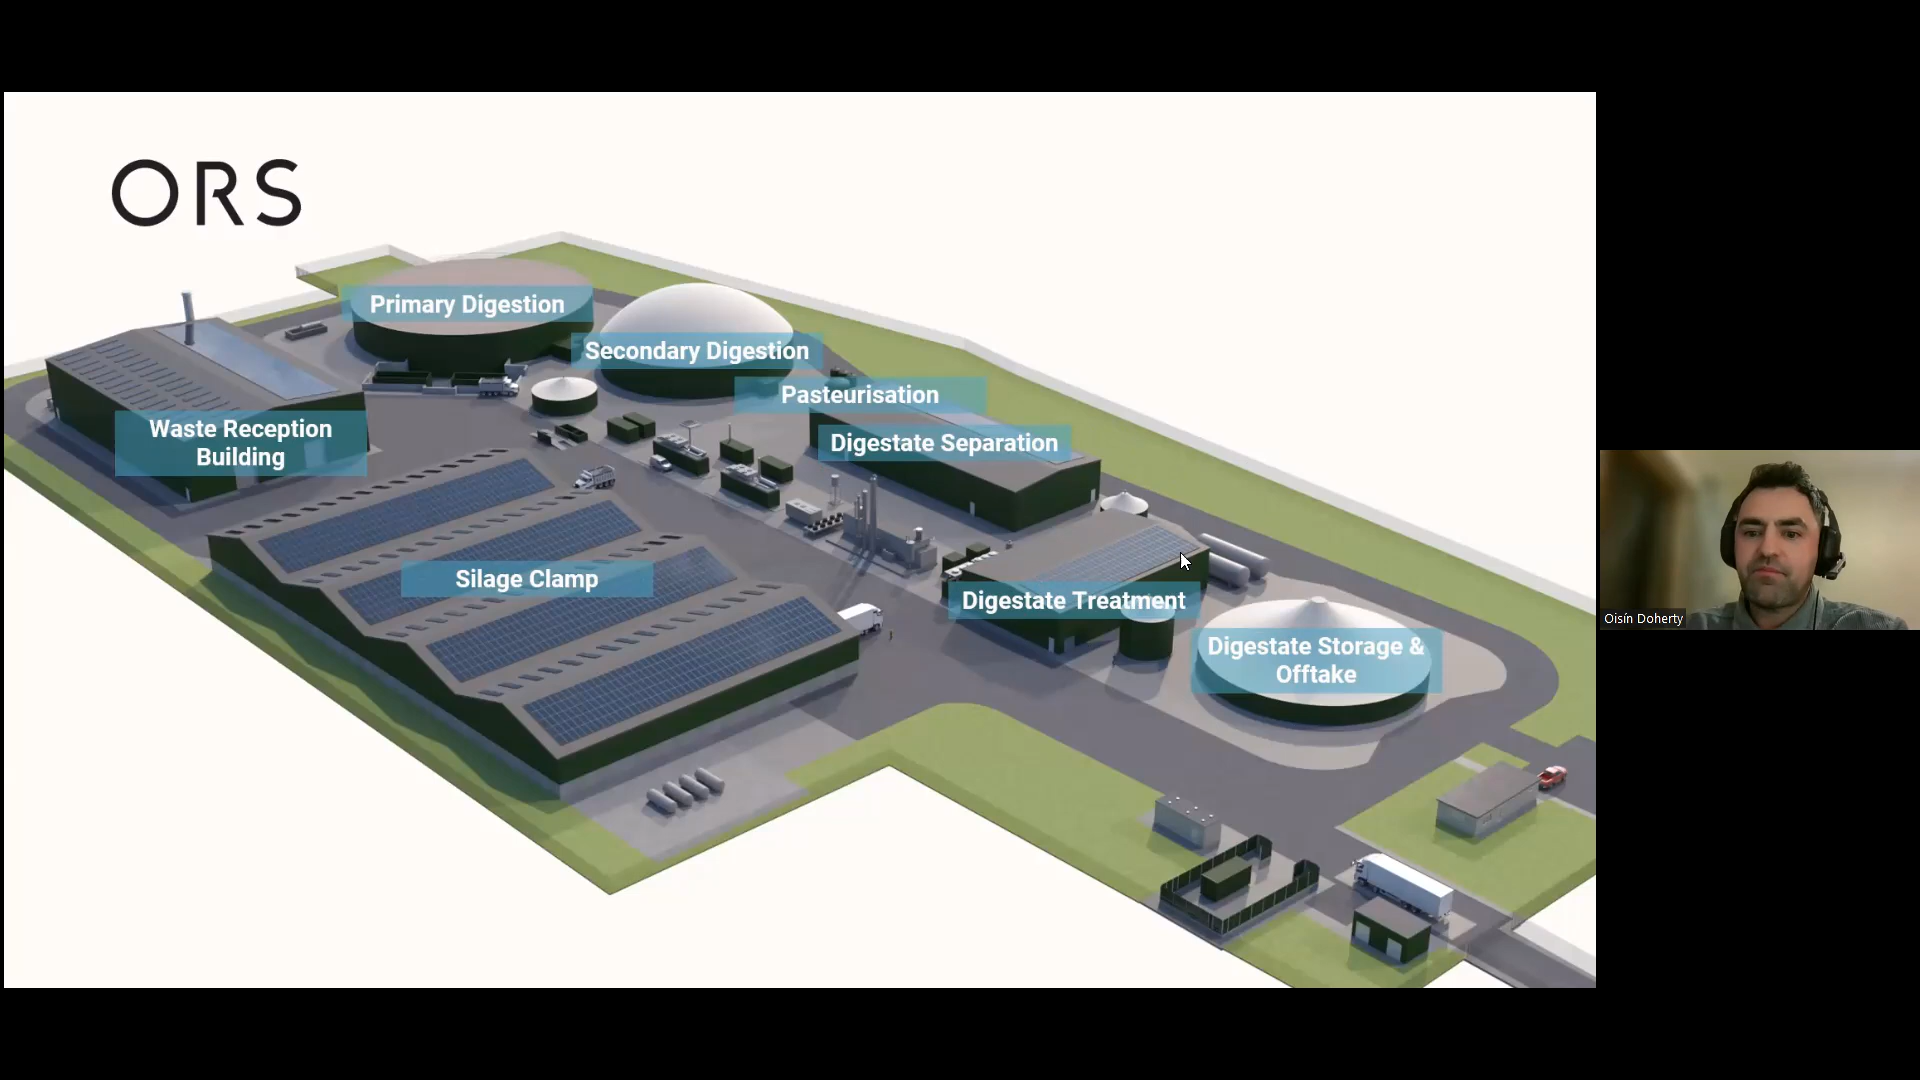 ORS
Primary Digestion
Secondary Digestion
Pasteurisation
Waste Reception
Building
Digestate Separation
Silage Clamp
Digestate Treatment
Digestate Storage &
Offtake
Oisín Doherty